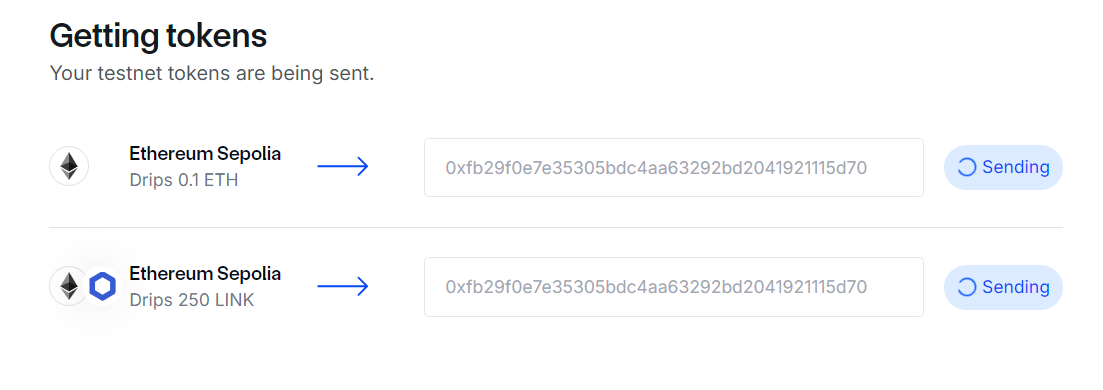 Getting tokens
Your testnet tokens are being sent.
Ethereum Sepolia
Drips 0.1 ETH
0xfb29f0e7e35305bdc4aa63292bd2041921115d70
Sending
Ethereum Sepolia
Drips 250 LINK
0xfb29f0e7e35305bdc4aa63292bd2041921115d70
Sending